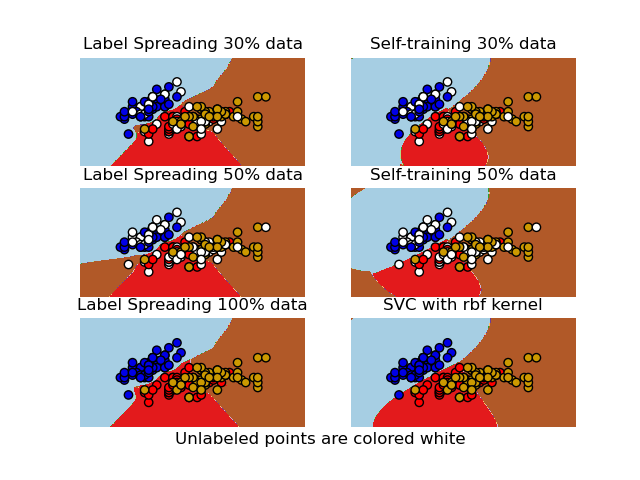 Label Spreading 30% data
Self-training 30% data
Label Spreading 50% data
Self-training 50% data
Label Spreading 100% data
SVC with rbf kernel
Unlabeled points are colored white